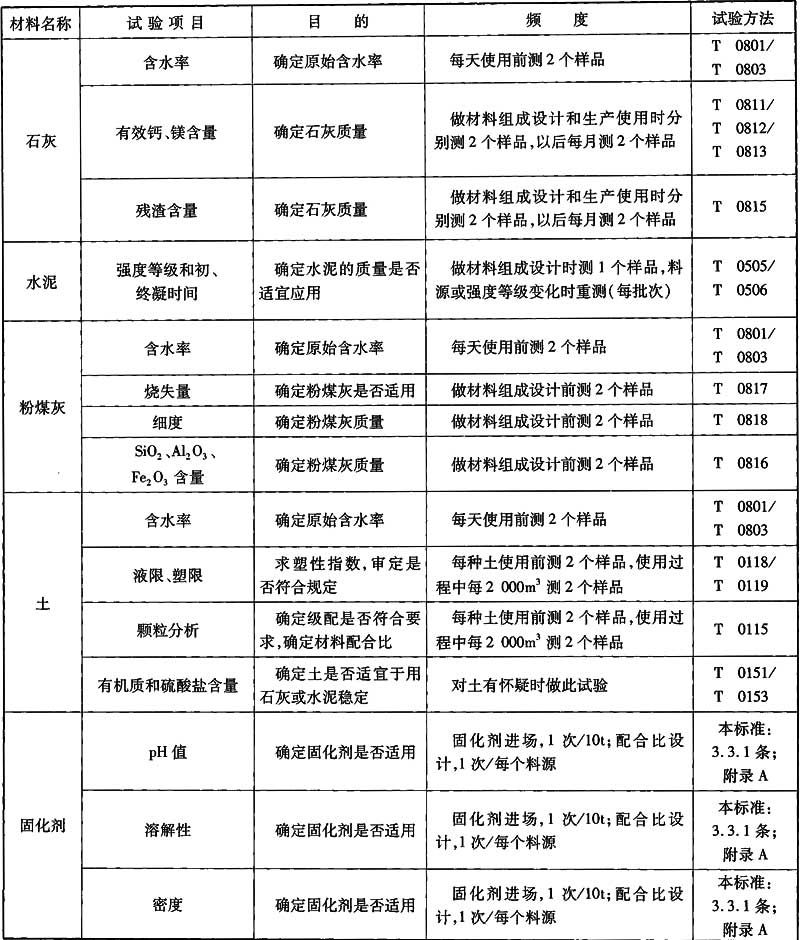 材料名称 试验项目 目的 频度 试验方法
石灰
含水率 确定原始含水率 每天使用前测2个样品 T 0801/
T 0803
有效钙、镁含量 确定石灰质量 做材料组成设计和生产使用时分
别测2个样品,以后每月测2个样品
T 0811/
T 0812/
T 0813
残渣含量 确定石灰质量 做材料组成设计和生产使用时分
别测2个样品,以后每月测2个样品
T 0815
水泥
强度等级和初、
终凝时间
确定水泥的质量是否
适宜应用
做材料组成设计时测1个样品,料
源或强度等级变化时重测(每批次)
T 0505/
T 0506
粉煤灰
含水率 确定原始含水率 每天使用前测2个样品 T 0801/
T 0803
烧失量 确定粉煤灰是否适用 做材料组成设计前测2个样品 T 0817
细度 确定粉煤灰质量 做材料组成设计前测2个样品 T 0818
SiO₂、Al₂O₃、
Fe₂O₃含量
确定粉煤灰质量 做材料组成设计前测2个样品 T 0816
土
含水率 确定原始含水率 每天使用前测2个样品 T 0801/
T 0803
液限、塑限 求塑性指数,审定是
否符合规定
每种土使用前测2个样品,使用过
程中每2 000m³测2个样品
T 0118/
T 0119
颗粒分析 确定级配是否符合要
求,确定材料配合比
每种土使用前测2个样品,使用过
程中每2 000m³测2个样品
T 0115
有机质和硫酸盐含量 确定土是否适宜于用
石灰或水泥稳定
对土有怀疑时做此试验
T 0151/
T 0153
固化剂
pH值 确定固化剂是否适用 固化剂进场,1次/10t;配合比设
计,1次/每个料源
本标准:
3.3.1条;
附录A
溶解性 确定固化剂是否适用 固化剂进场,1次/10t;配合比设
计,1次/每个料源
本标准:
3.3.1条;
附录A
密度 确定固化剂是否适用 固化剂进场,1次/10t;配合比设
计,1次/每个料源
本标准:
3.3.1条;
附录A